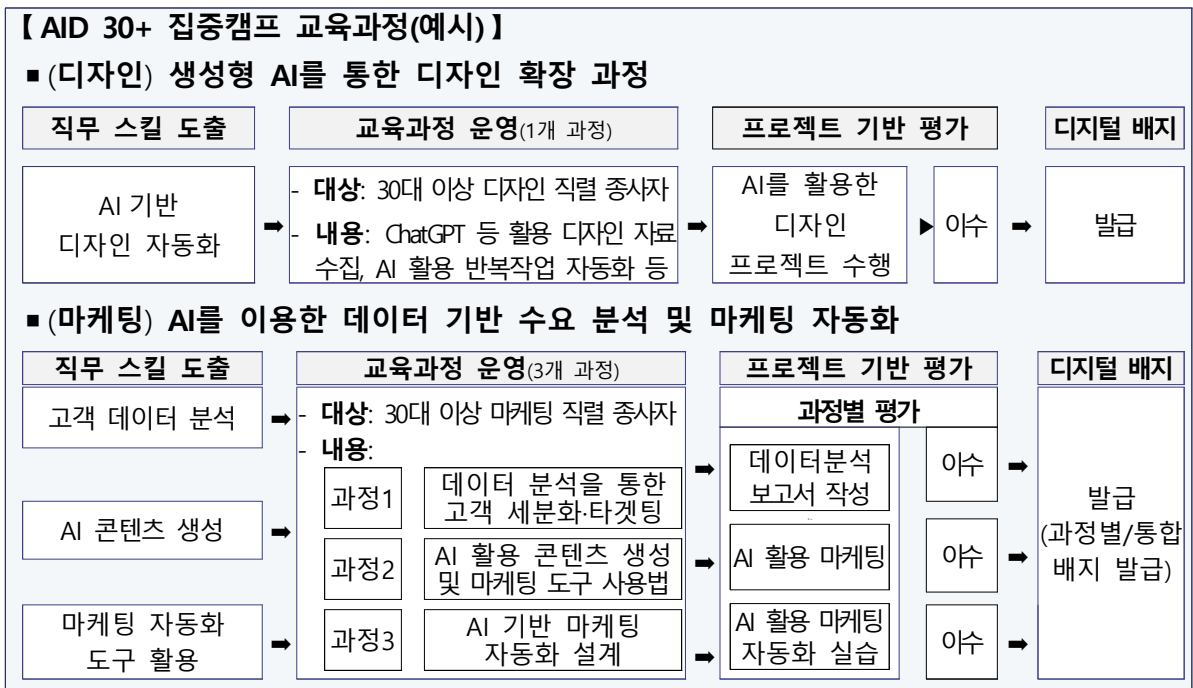 【 AID 30+ 집중캠프 교육과정(예시) 】
■ (디자인) 생성형 AI를 통한 디자인 확장 과정
직무 스킬 도출
교육과정 운영(1개 과정)
프로젝트 기반 평가
디지털 배지
AI 기반
디자인 자동화
➡
- 대상: 30대 이상 디자인 직렬 종사자
- 내용: ChatGPT 등 활용 디자인 자료
수집, AI 활용 반복작업 자동화 등
➡
AI를 활용한
디자인
프로젝트 수행
▶
이수
➡
발급
■ (마케팅) AI를 이용한 데이터 기반 수요 분석 및 마케팅 자동화
직무 스킬 도출
교육과정 운영(3개 과정)
프로젝트 기반 평가
디지털 배지
고객 데이터 분석
➡
AI 콘텐츠 생성
➡
마케팅 자동화
도구 활용
➡
- 대상: 30대 이상 마케팅 직렬 종사자
- 내용:
과정1
데이터 분석을 통한
고객 세분화·타겟팅
과정2
AI 활용 콘텐츠 생성
및 마케팅 도구 사용법
과정3
AI 기반 마케팅
자동화 설계
과정별 평가
➡
데이터분석
보고서 작성
이수
➡
➡
AI 활용 마케팅
이수
➡
➡
AI 활용 마케팅
자동화 실습
이수
➡
발급
(과정별/통합
배지 발급)